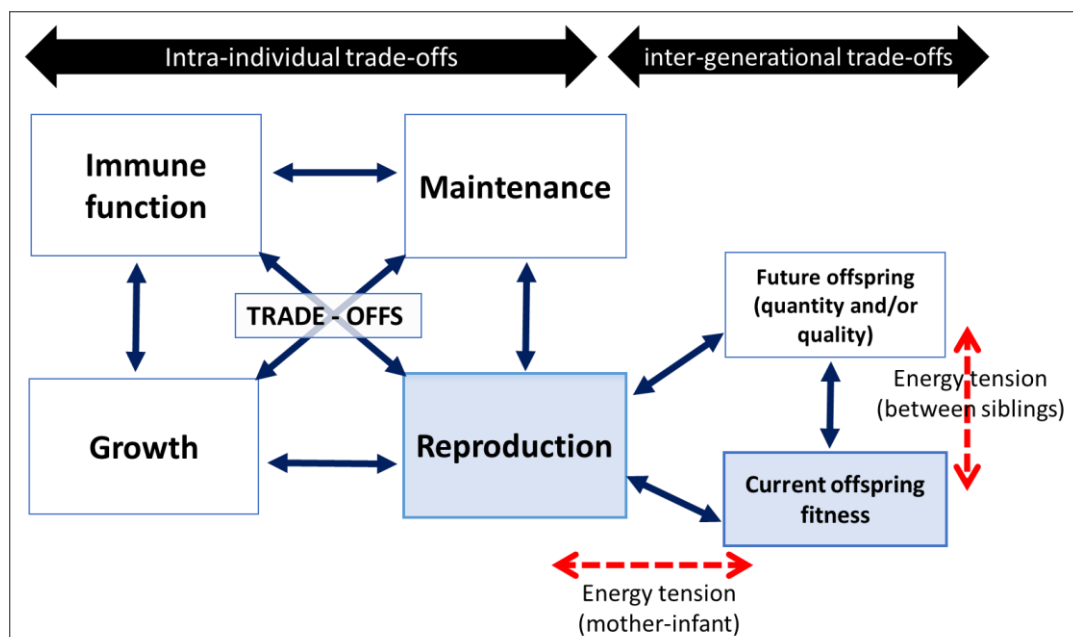 Intra-individual trade-offs
inter-generational trade-offs
Immune
function
Maintenance
TRADE - OFFS
Growth
Reproduction
Future offspring
(quantity and/or
quality)
Energy tension
(between siblings)
Current offspring
fitness
Energy tension
(mother-infant)